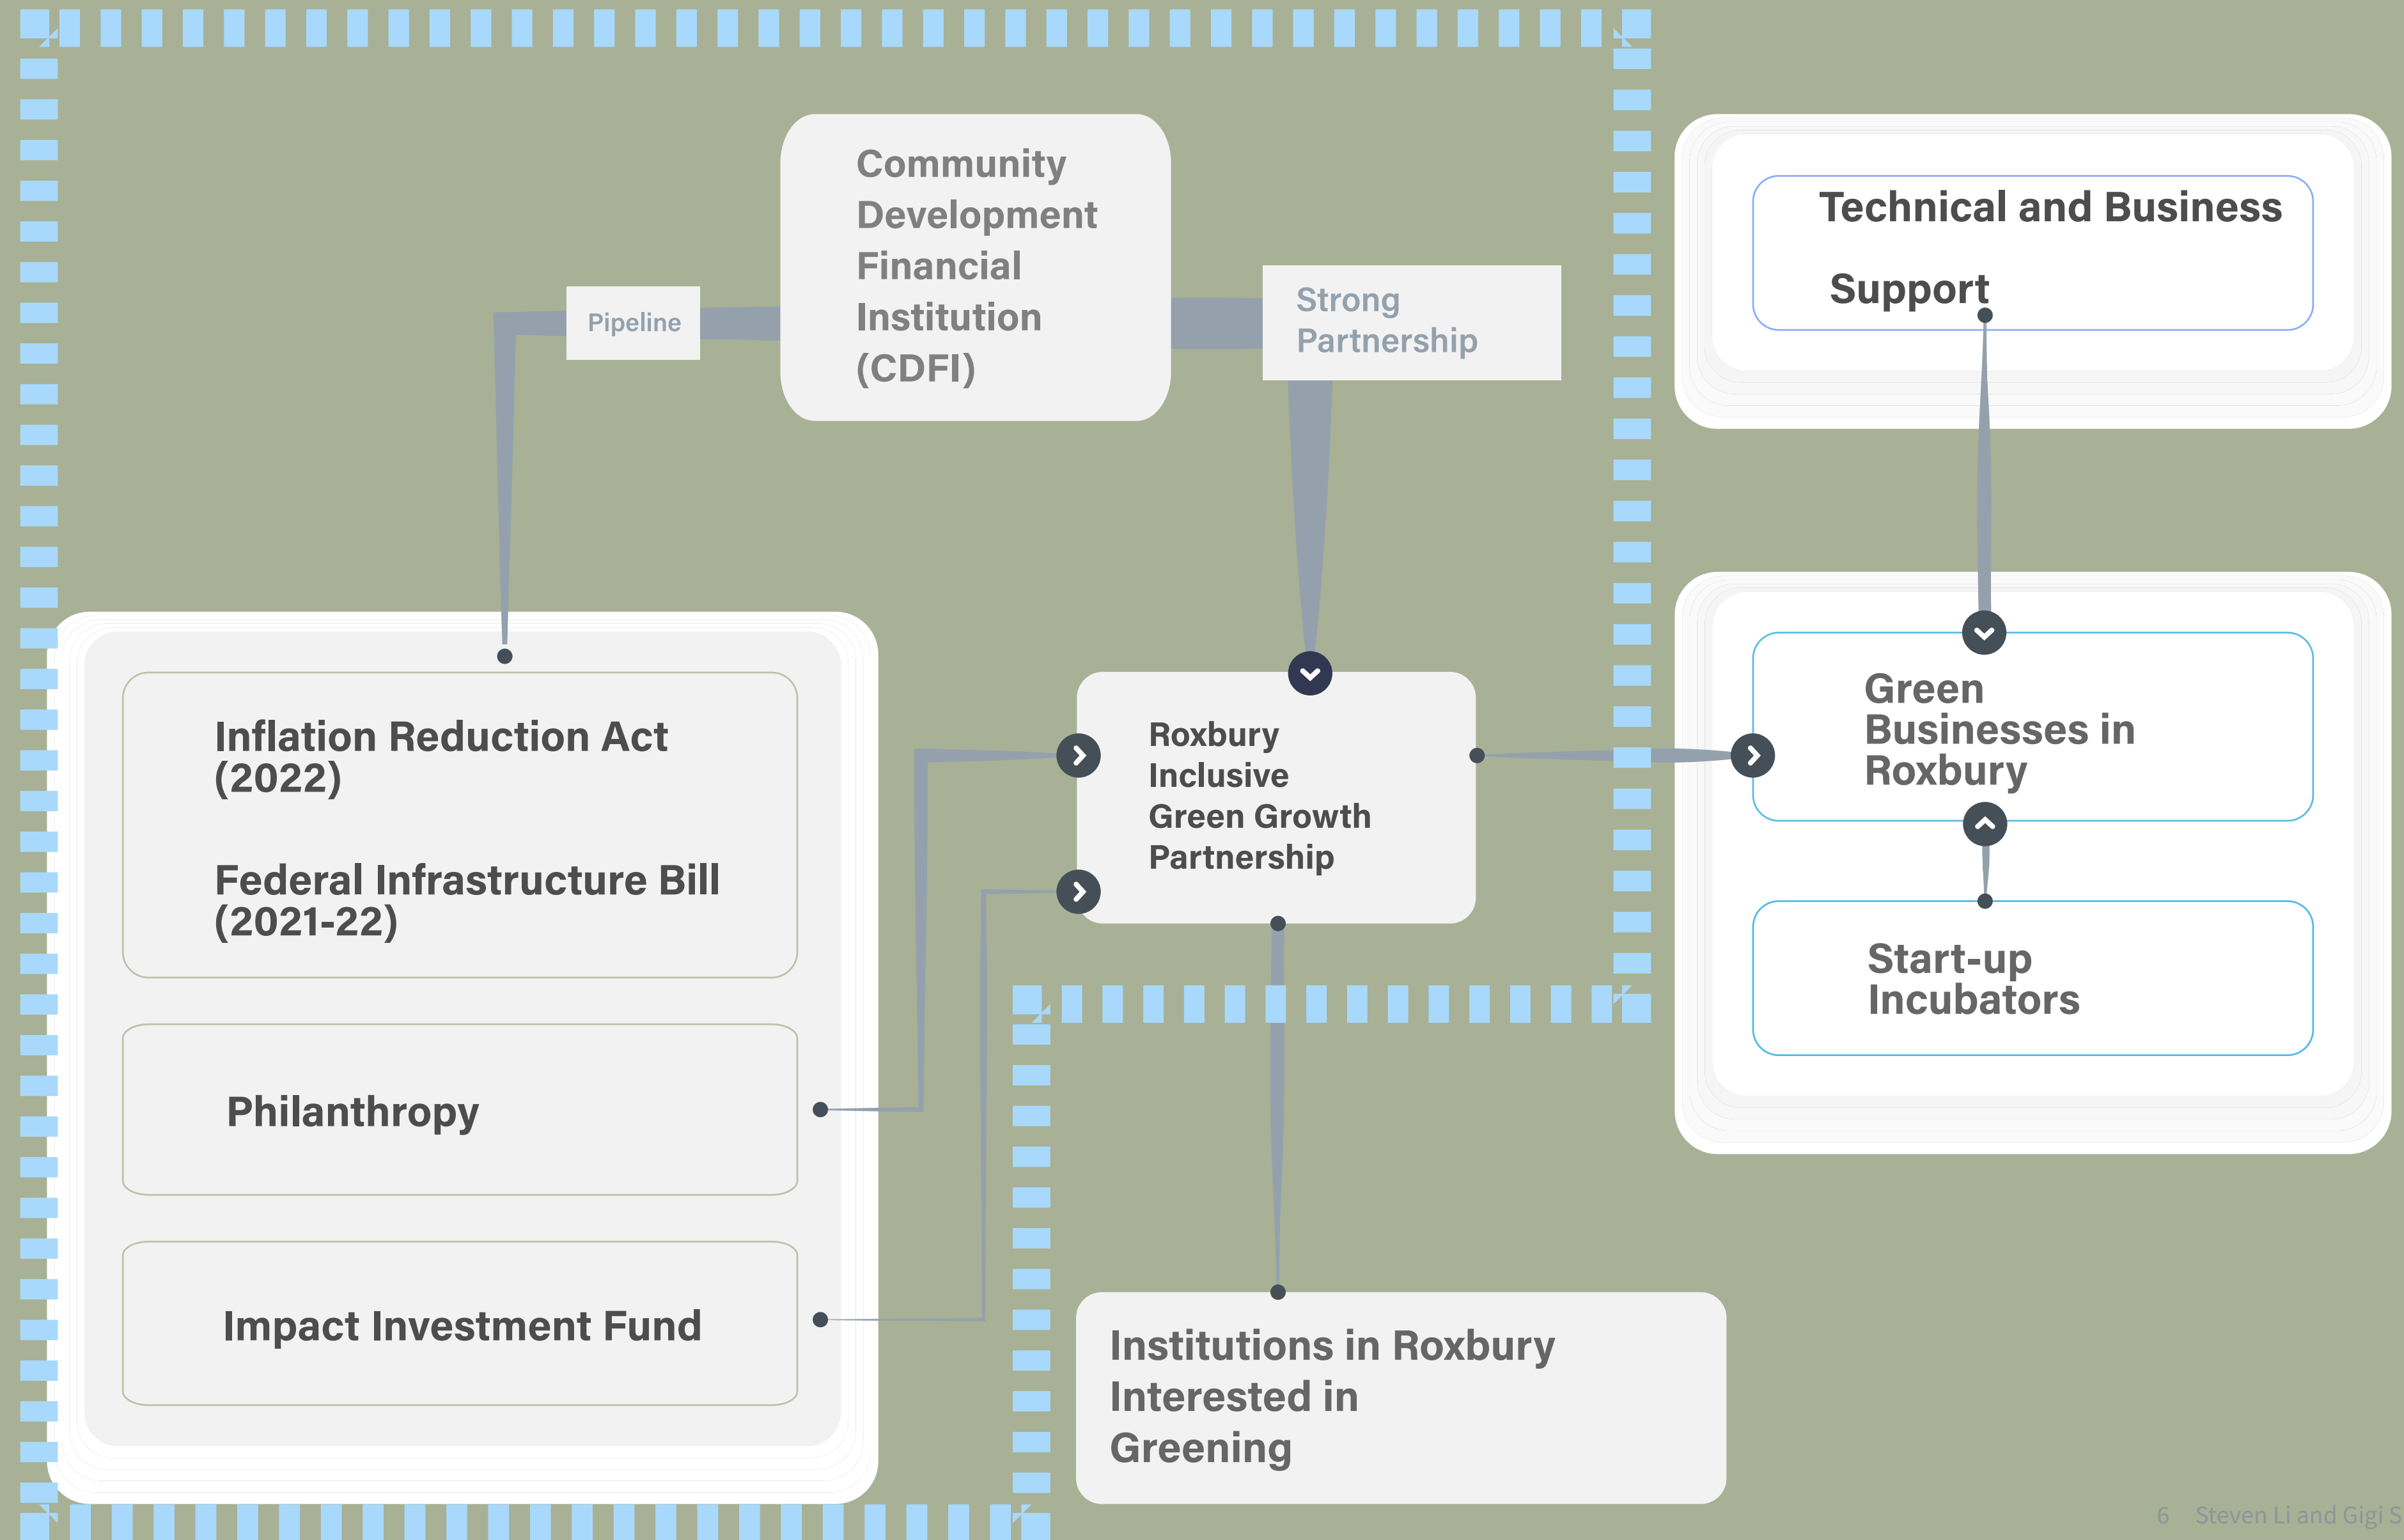 Community
Development
Financial
Institution
(CDFI)
Pipeline
Strong
Partnership
Technical and Business
Support
Inflation Reduction Act
(2022)
Federal Infrastructure Bill
(2021-22)
Philanthropy
Impact Investment Fund
Roxbury
Inclusive
Green Growth
Partnership
Green
Businesses in
Roxbury
Start-up
Incubators
Institutions in Roxbury
Interested in
Greening
6 Steven Li and Gigi S